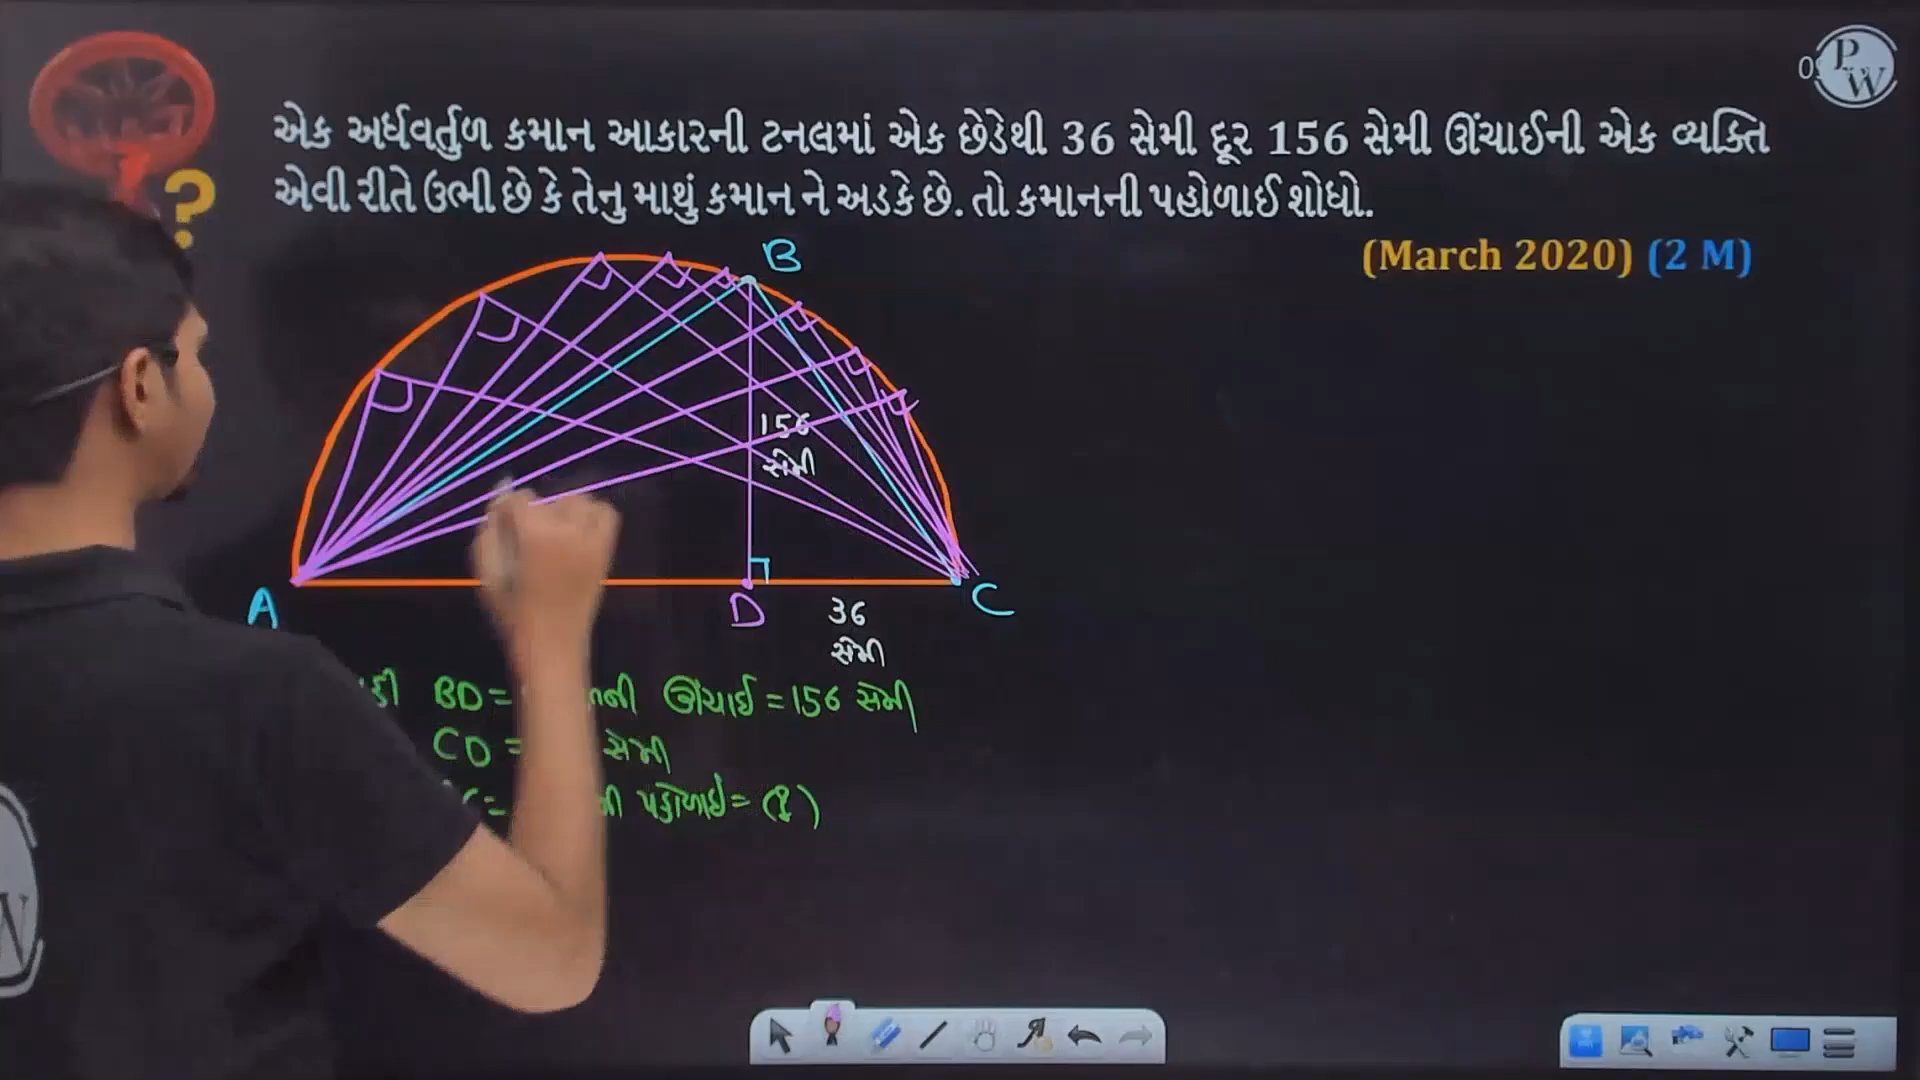 PW
એક અર્ધવર્તુળ કમાન આકારની ટનલમાં એક છેડેથી 36 સેમી દૂર 156 સેમી ઊંચાઈની એક વ્યક્તિ
એવી રીતે ઉભી છે કે તેનુ માથું કમાન ને અડકે છે. તો કમાનની પહોળાઈ શોધો.
?
(March 2020) (2 M)
B
156
સેમી
A
D
C
36
સેમી
BD = ઊંચાઈ = 156 સેમી
CD = સેમી
પહોળાઈ = (?)
W